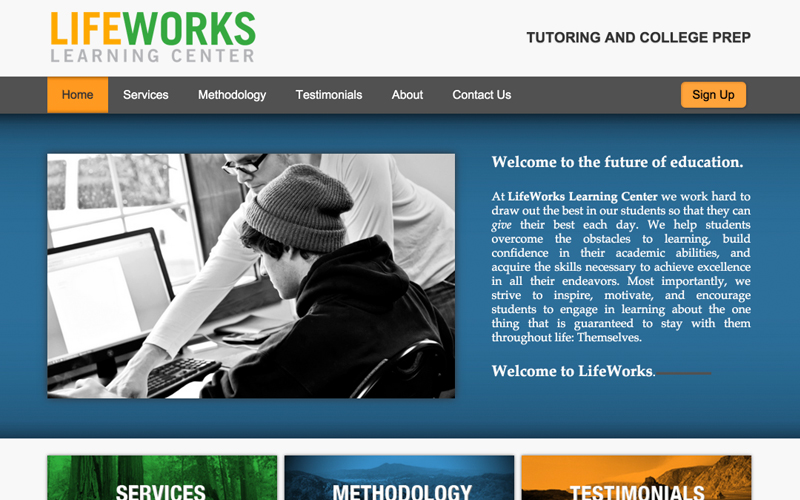 LIFEWORKS
LEARNING CENTER
TUTORING AND COLLEGE PREP
Home Services Methodology Testimonials About Contact Us Sign Up
Welcome to the future of education.
At LifeWorks Learning Center we work hard to
draw out the best in our students so that they can
give their best each day. We help students
overcome the obstacles to learning, build
confidence in their academic abilities, and
acquire the skills necessary to achieve excellence
in all their endeavors. Most importantly, we
strive to inspire, motivate, and encourage
students to engage in learning about the one
thing that is guaranteed to stay with them
throughout life: Themselves.
Welcome to LifeWorks.
SERVICES METHODOLOGY TESTIMONIALS